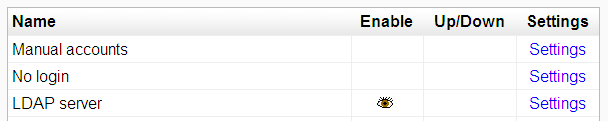 Name Enable Up/Down Settings
Manual accounts Settings
No login Settings
LDAP server Settings